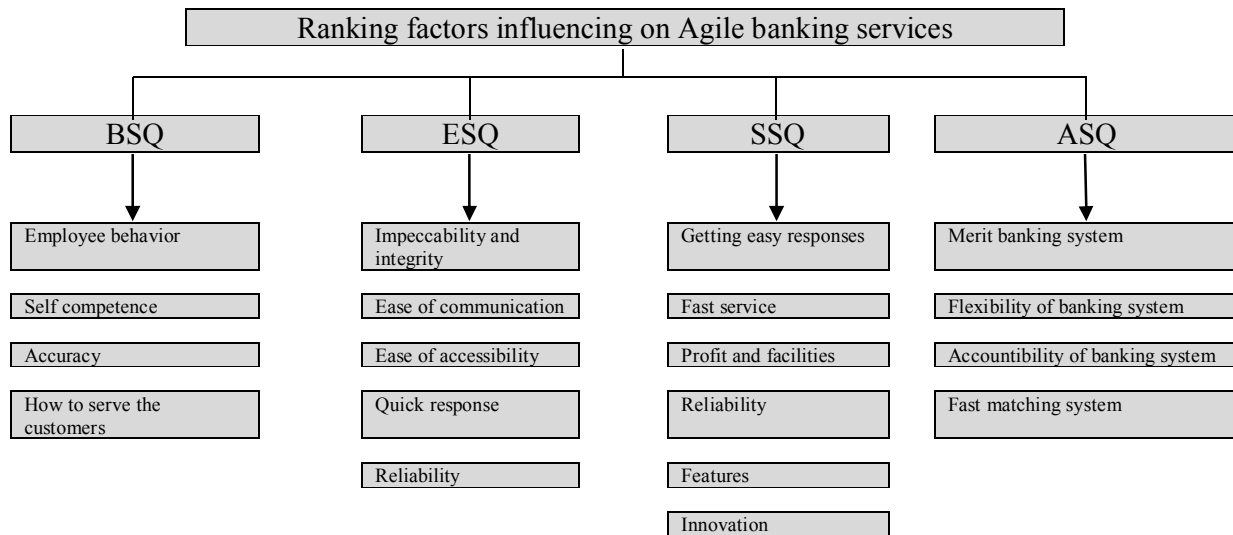 Ranking factors influencing on Agile banking services
BSQ
ESQ
SSQ
ASQ
Employee behavior
Self competence
Accuracy
How to serve the
customers
Impeccability and
integrity
Ease of communication
Ease of accessibility
Quick response
Reliability
Getting easy responses
Fast service
Profit and facilities
Reliability
Features
Innovation
Merit banking system
Flexibility of banking system
Accountibility of banking system
Fast matching system